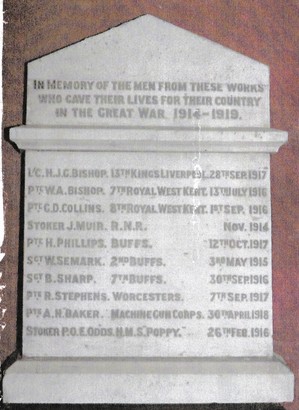 IN MEMORY OF THE MEN FROM THESE WORKS
WHO GAVE THEIR LIVES FOR THEIR COUNTRY
IN THE GREAT WAR 1914-1919.
L/C. H.J.G. BISHOP. 13TH KINGS LIVERPOOL. 28TH SEP. 1917
PTE W.A. BISHOP. 7TH ROYAL WEST KENT. 13TH JULY 1916
PTE G.D. COLLINS. 8TH ROYAL WEST KENT. 1ST SEP. 1916
STOKER J. MUIR. R.N.R. NOV. 1914
PTE H. PHILLIPS. BUFFS. 12TH OCT. 1917
SGT W. SEMARK. 2ND BUFFS. 3RD MAY 1915
SGT B. SHARP. 7TH BUFFS. 30TH SEP. 1916
PTE R. STEPHENS. WORCESTERS. 7TH SEP. 1917
PTE A.H. BAKER. MACHINE GUN CORPS. 30TH APRIL 1918
STOKER P.O. E. ODDS. H.M.S. "POPPY." 26TH FEB. 1916